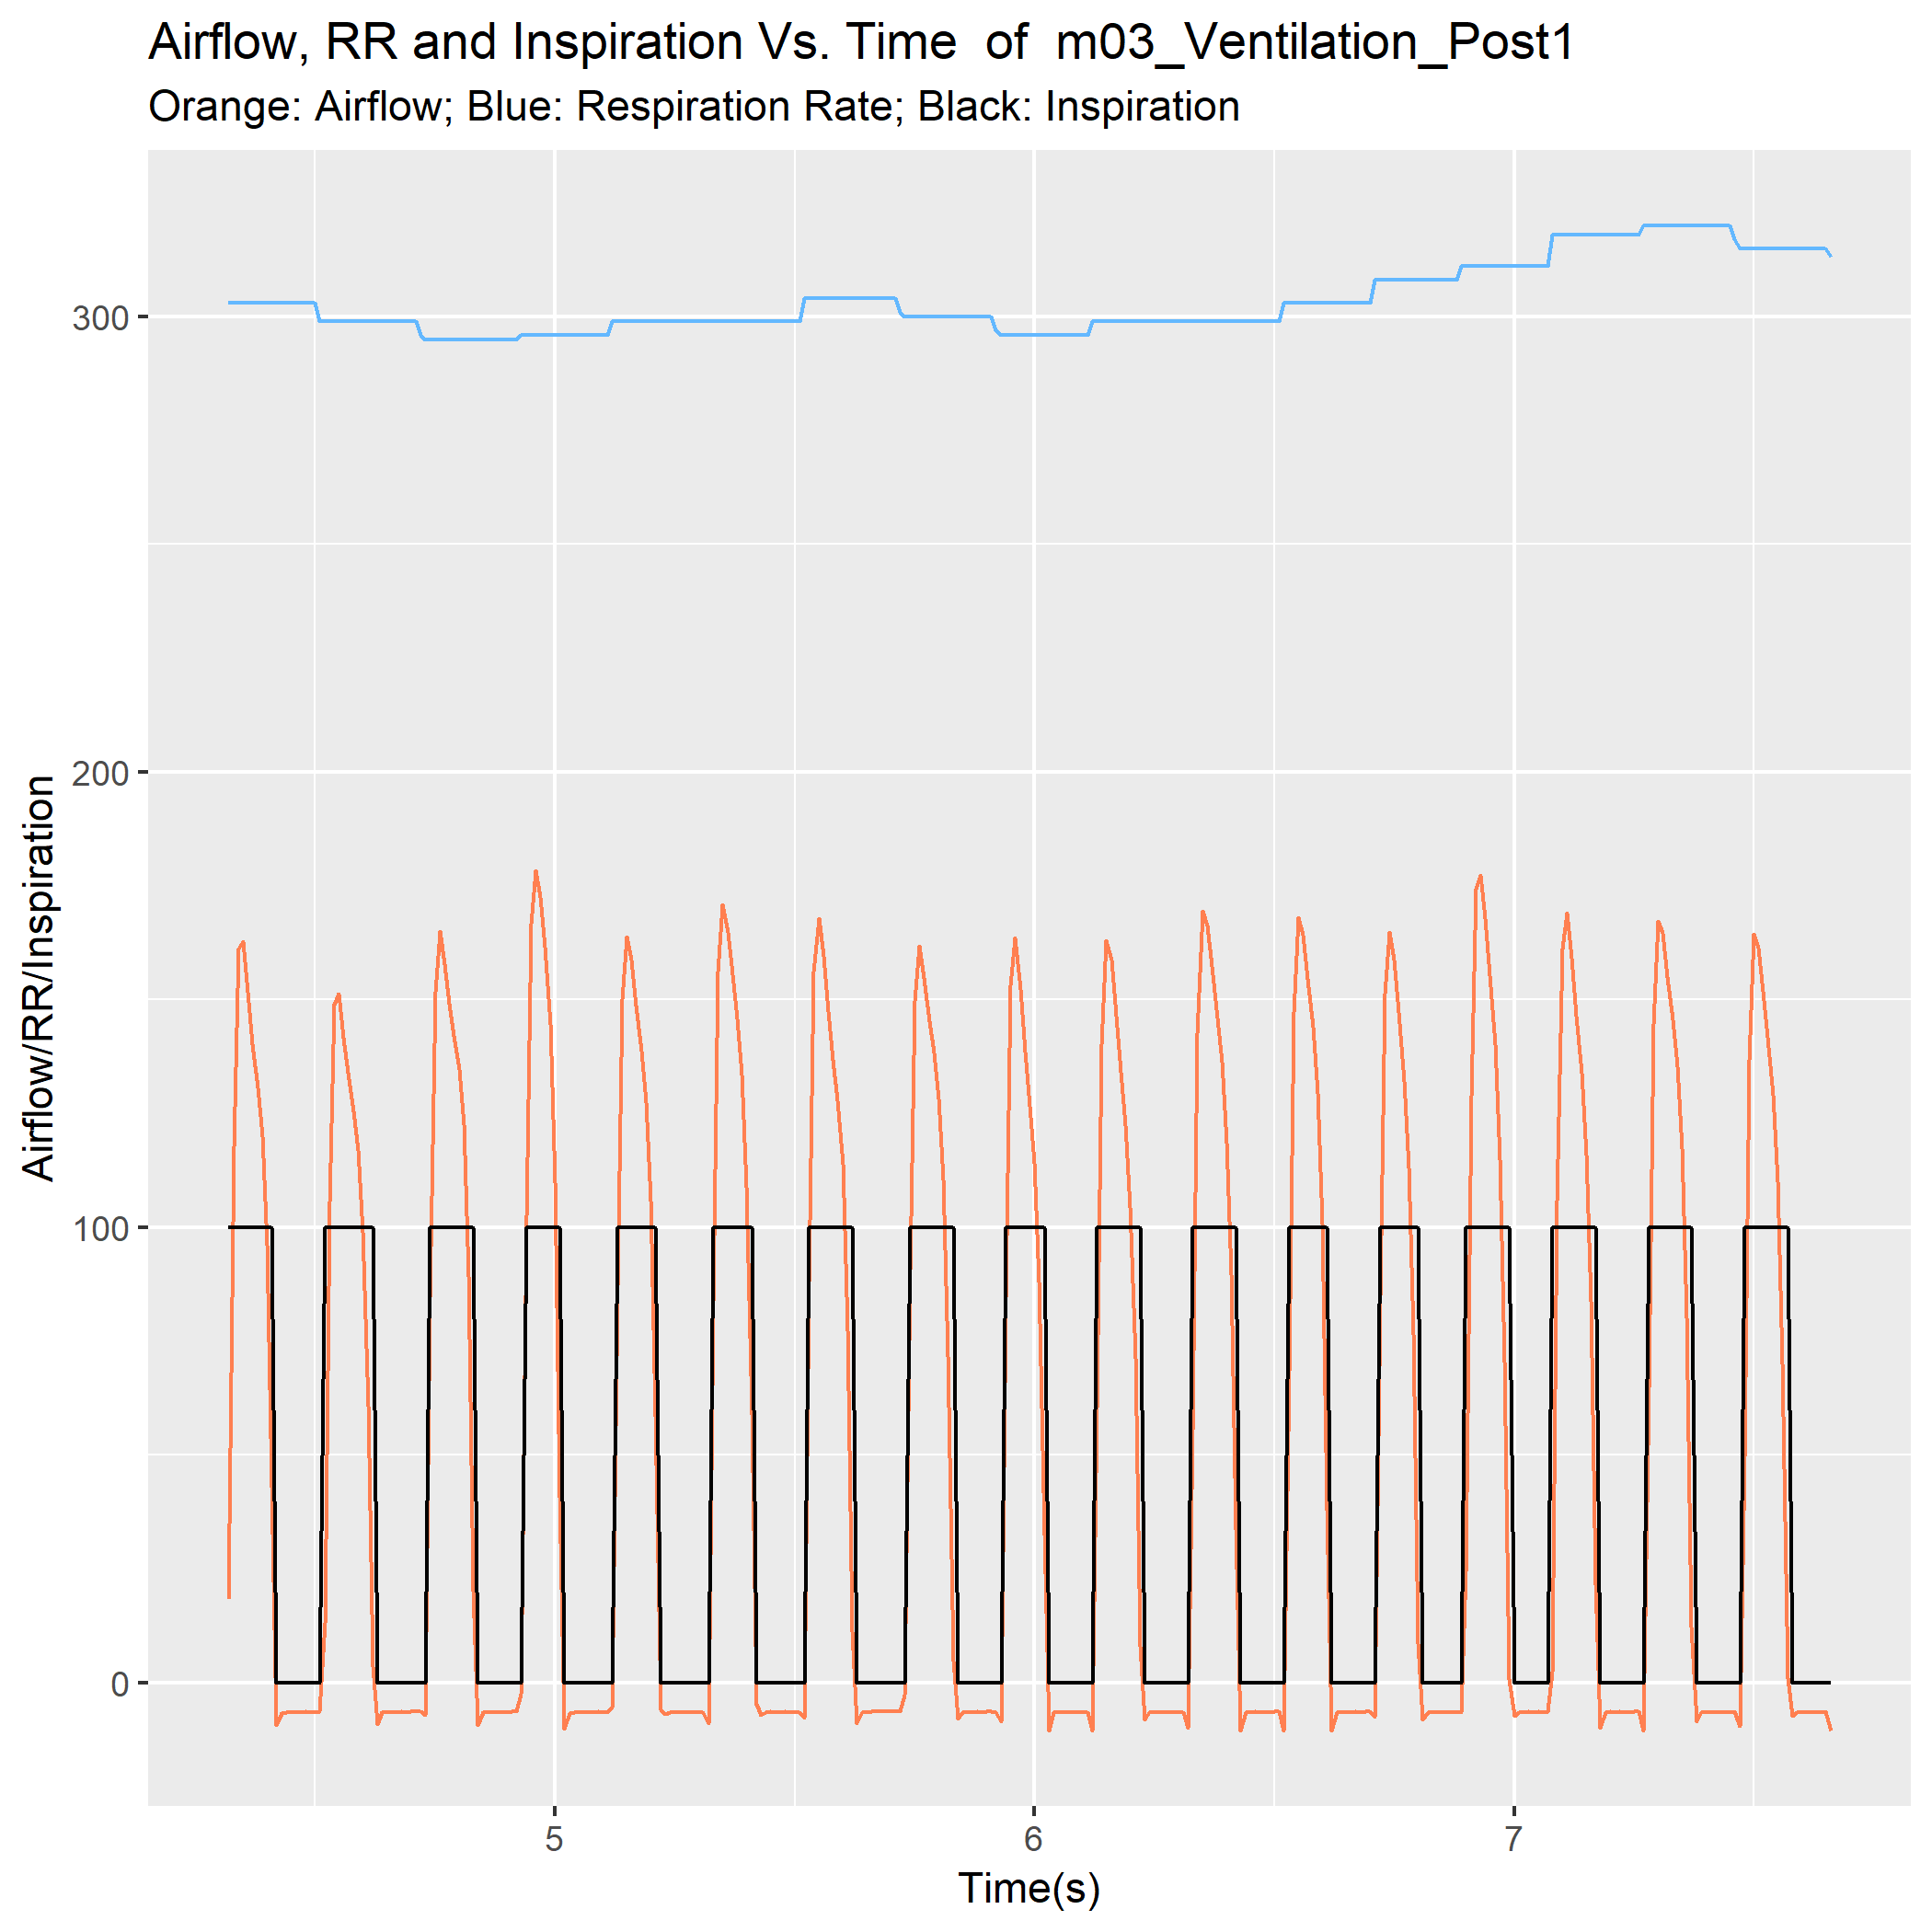 Airflow, RR and Inspiration Vs. Time  of  m03_Ventilation_Post1
Orange: Airflow; Blue: Respiration Rate; Black: Inspiration
Airflow/RR/Inspiration
300
200
100
0
5 6 7
Time(s)